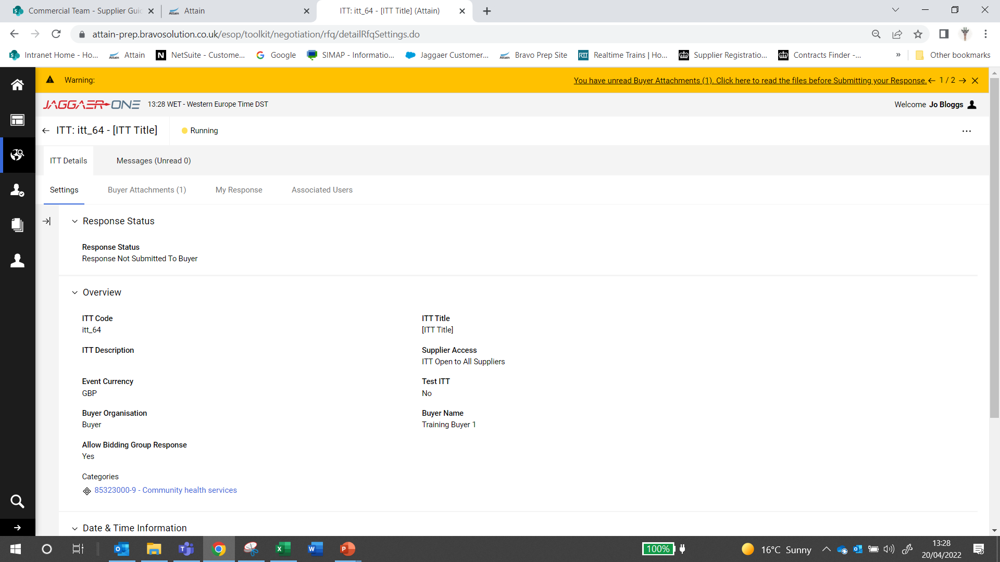 Commercial Team - Supplier Guid
Attain
Attain
ITT: itt_64 - [ITT Title] (Attain)
attain-prep.bravosolution.co.uk/esop/toolkit/negotiation/rfq/detailRfqSettings.do
Intranet Home - Ho...
Attain
Attain
NetSuite - Custome...
Google
SIMAP - Informatio...
Jaggaer Customer...
Attain
Bravo Prep Site
RTT
Realtime Trains | Ho...
Supplier Registratio...
Contracts Finder -...
»
Other bookmarks
Warning:
You have unread Buyer Attachments (1). Click here to read the files before Submitting your Response.
1 / 2
JAGGAER ONE
13:28 WET - Western Europe Time DST
Welcome Jo Bloggs
ITT: itt_64 - [ITT Title]
Running
...
ITT Details
Messages (Unread 0)
Settings
Buyer Attachments (1)
My Response
Associated Users
Response Status
Response Status
Response Not Submitted To Buyer
Overview
ITT Code
itt_64
ITT Title
[ITT Title]
ITT Description
Supplier Access
ITT Open to All Suppliers
Event Currency
GBP
Test ITT
No
Buyer Organisation
Buyer
Buyer Name
Training Buyer 1
Allow Bidding Group Response
Yes
Categories
85323000-9 - Community health services
Date & Time Information
100%
16°C Sunny
13:28
20/04/2022